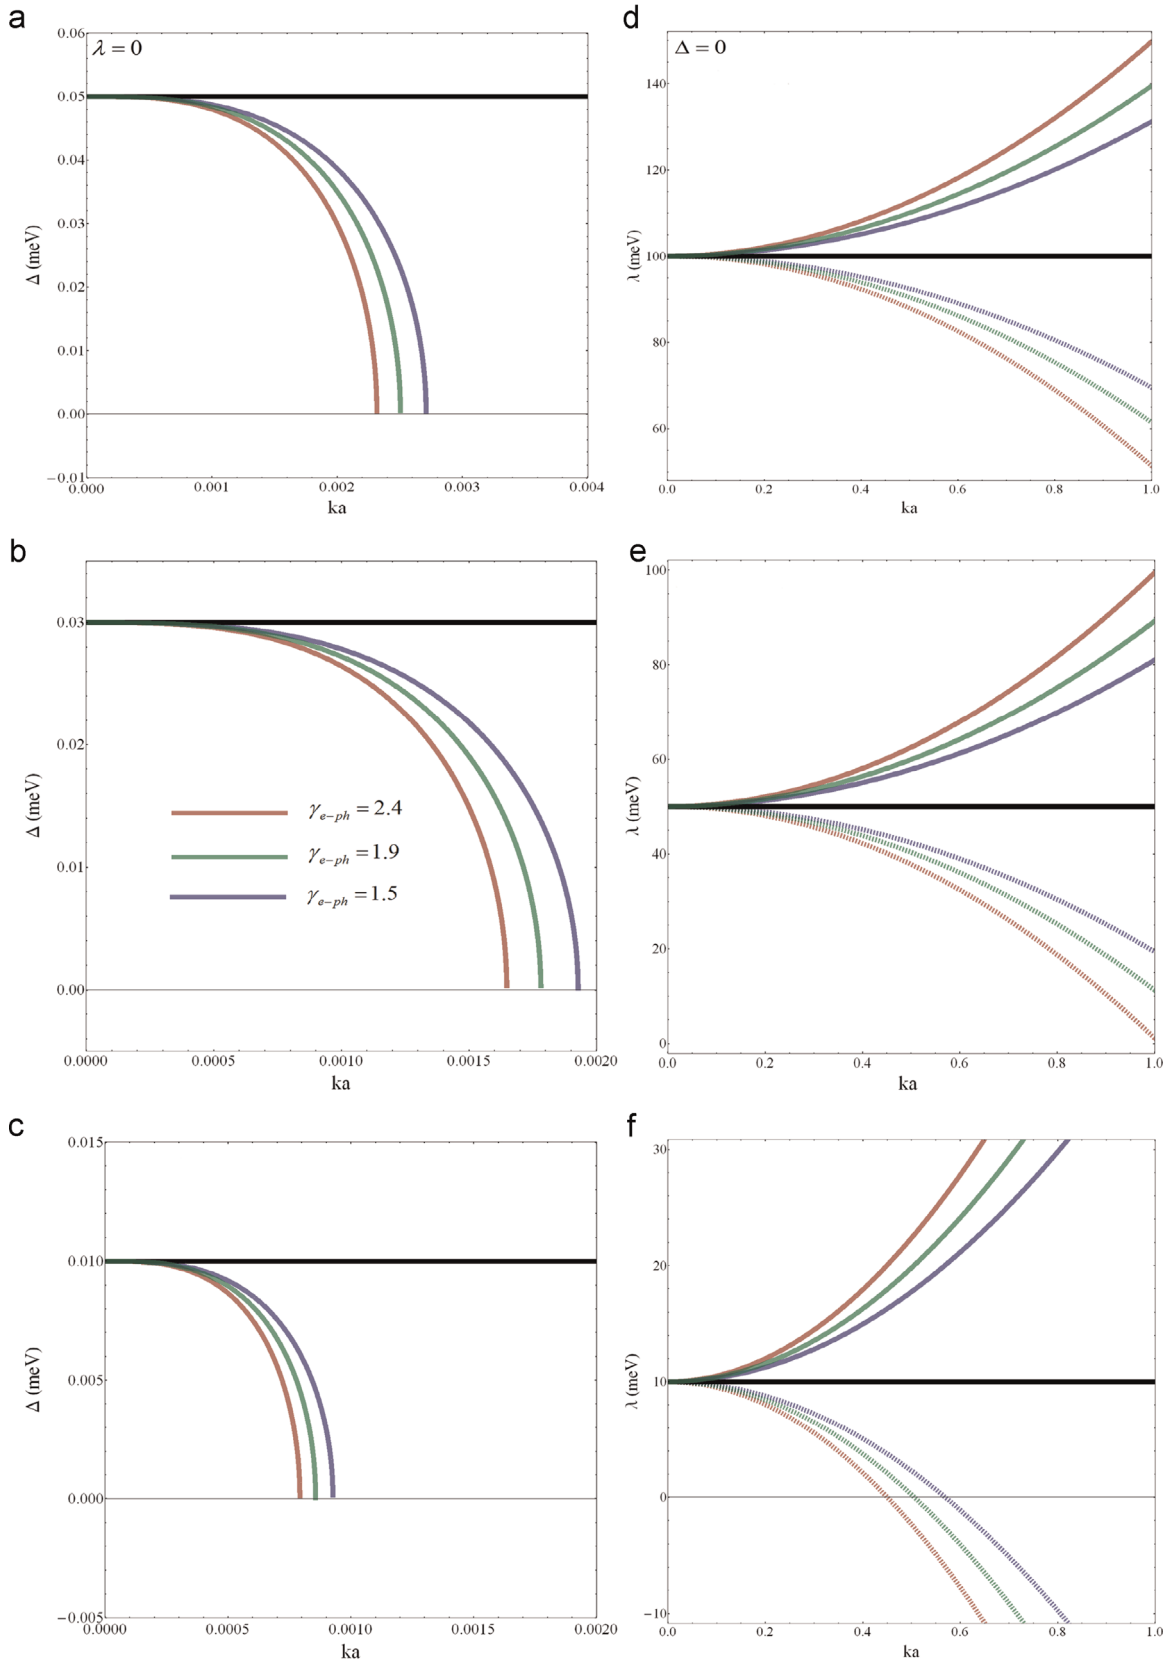 a
λ = 0
0.06
0.05
0.04
0.03
0.02
0.01
0.00
−0.01
Δ (meV)
0.000 0.001 0.002 0.003 0.004
ka
d
Δ = 0
140
120
100
80
60
λ (meV)
0.0 0.2 0.4 0.6 0.8 1.0
ka
b
0.03
0.02
0.01
0.00
Δ (meV)
γe−ph = 2.4
γe−ph = 1.9
γe−ph = 1.5
0.0000 0.0005 0.0010 0.0015 0.0020
ka
e
100
80
60
40
20
0
λ (meV)
0.0 0.2 0.4 0.6 0.8 1.0
ka
c
0.015
0.010
0.005
0.000
−0.005
Δ (meV)
0.0000 0.0005 0.0010 0.0015 0.0020
ka
f
30
20
10
0
−10
λ (meV)
0.0 0.2 0.4 0.6 0.8 1.0
ka